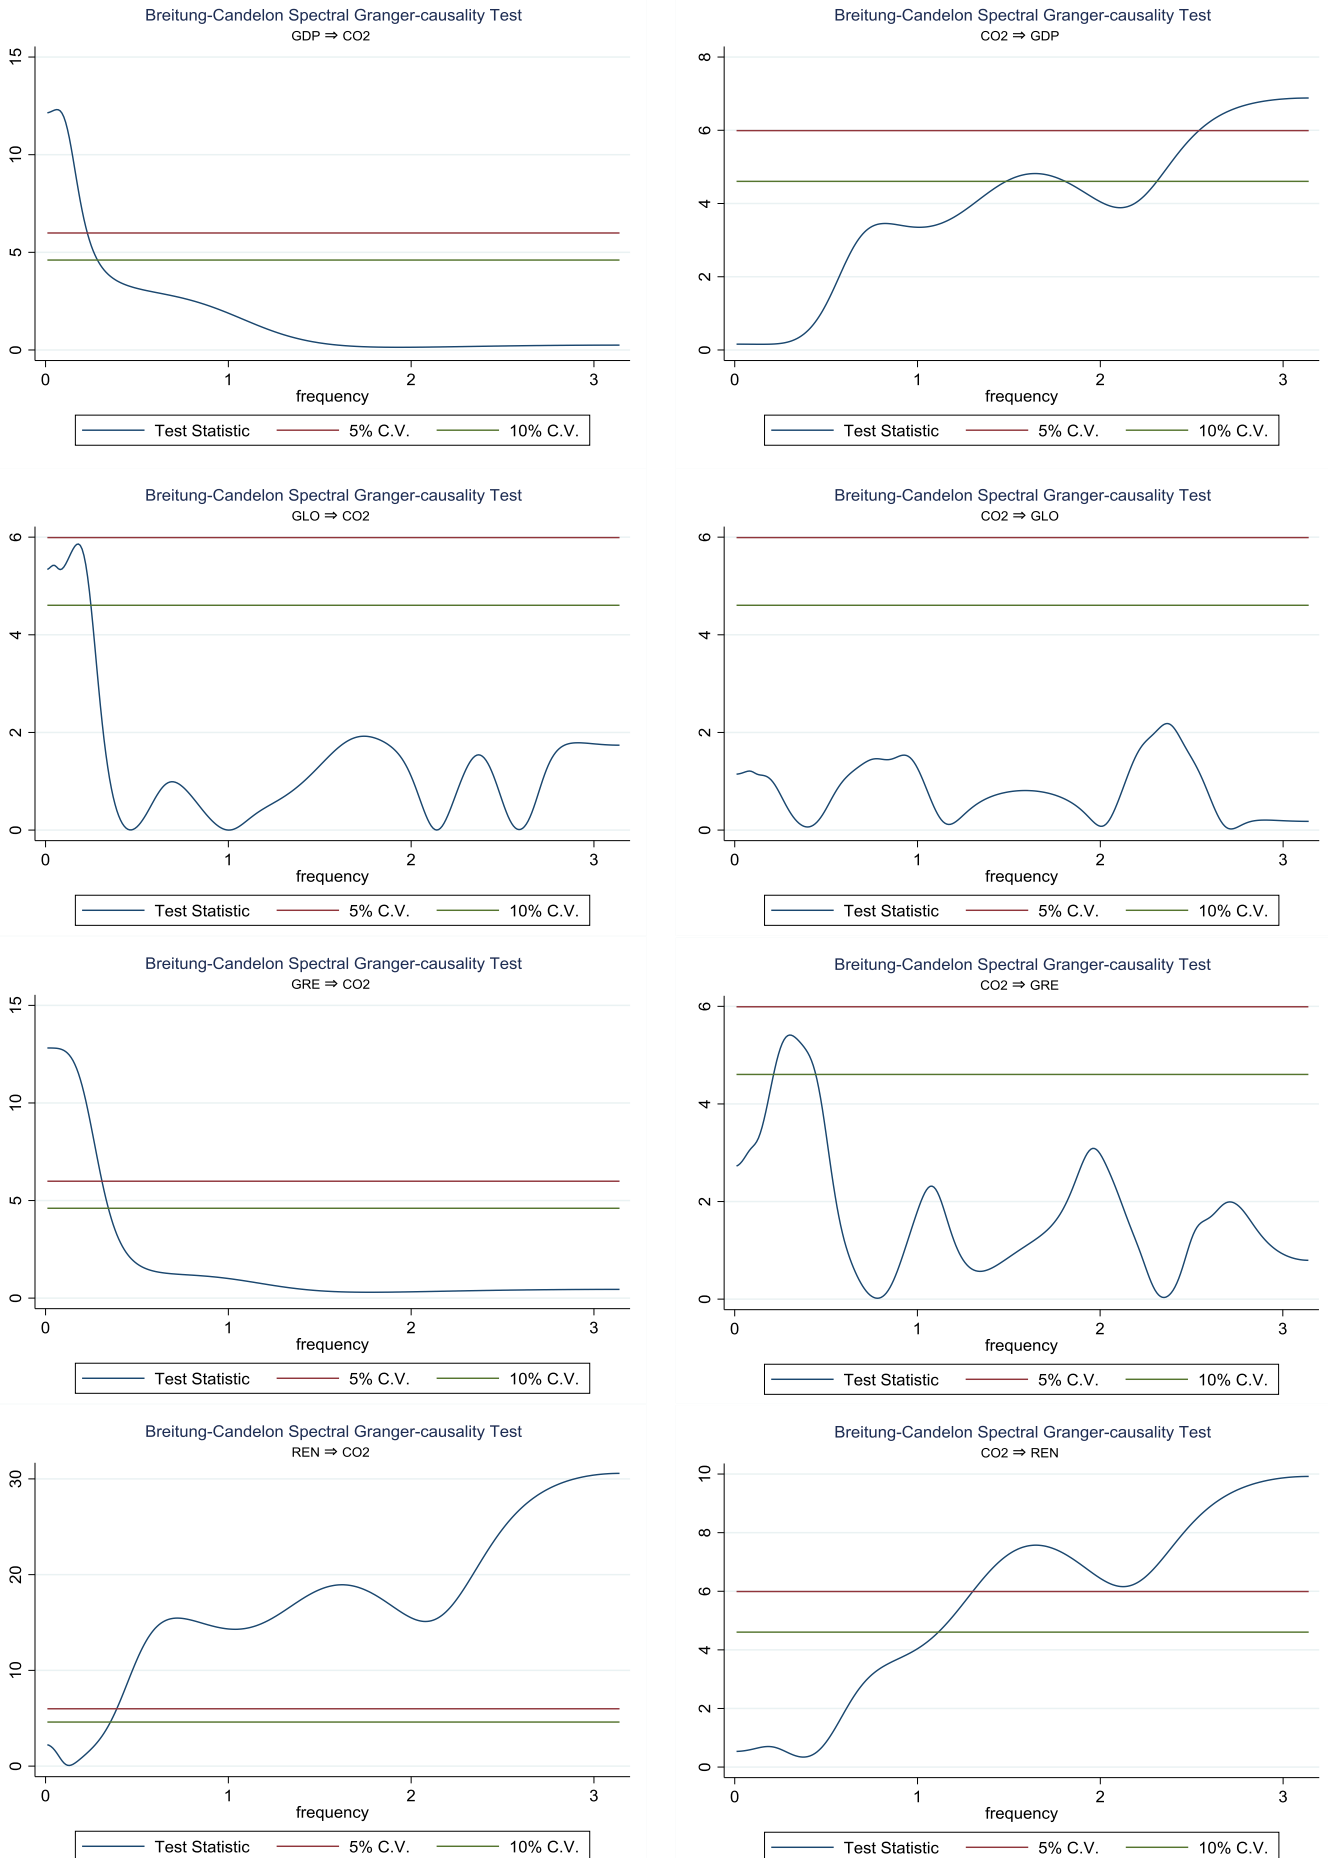 Breitung-Candelon Spectral Granger-causality Test
GDP ⇒ CO2
15
10
5
0
0 1 2 3
frequency
Test Statistic 5% C.V. 10% C.V.
Breitung-Candelon Spectral Granger-causality Test
CO2 ⇒ GDP
8
6
4
2
0
0 1 2 3
frequency
Test Statistic 5% C.V. 10% C.V.
Breitung-Candelon Spectral Granger-causality Test
GLO ⇒ CO2
6
4
2
0
0 1 2 3
frequency
Test Statistic 5% C.V. 10% C.V.
Breitung-Candelon Spectral Granger-causality Test
CO2 ⇒ GLO
6
4
2
0
0 1 2 3
frequency
Test Statistic 5% C.V. 10% C.V.
Breitung-Candelon Spectral Granger-causality Test
GRE ⇒ CO2
15
10
5
0
0 1 2 3
frequency
Test Statistic 5% C.V. 10% C.V.
Breitung-Candelon Spectral Granger-causality Test
CO2 ⇒ GRE
6
4
2
0
0 1 2 3
frequency
Test Statistic 5% C.V. 10% C.V.
Breitung-Candelon Spectral Granger-causality Test
REN ⇒ CO2
30
20
10
0
0 1 2 3
frequency
Test Statistic 5% C.V. 10% C.V.
Breitung-Candelon Spectral Granger-causality Test
CO2 ⇒ REN
10
8
6
4
2
0
0 1 2 3
frequency
Test Statistic 5% C.V. 10% C.V.